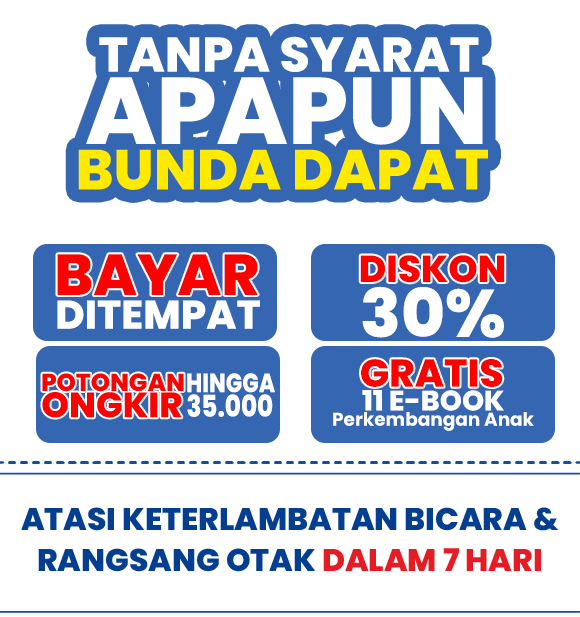 TANPA SYARAT
APAPUN
BUNDA DAPAT
BAYAR
DITEMPAT
DISKON
30%
POTONGAN HINGGA
ONGKIR 35.000
GRATIS
11 E-BOOK
Perkembangan Anak
ATASI KETERLAMBATAN BICARA &
RANGSANG OTAK DALAM 7 HARI